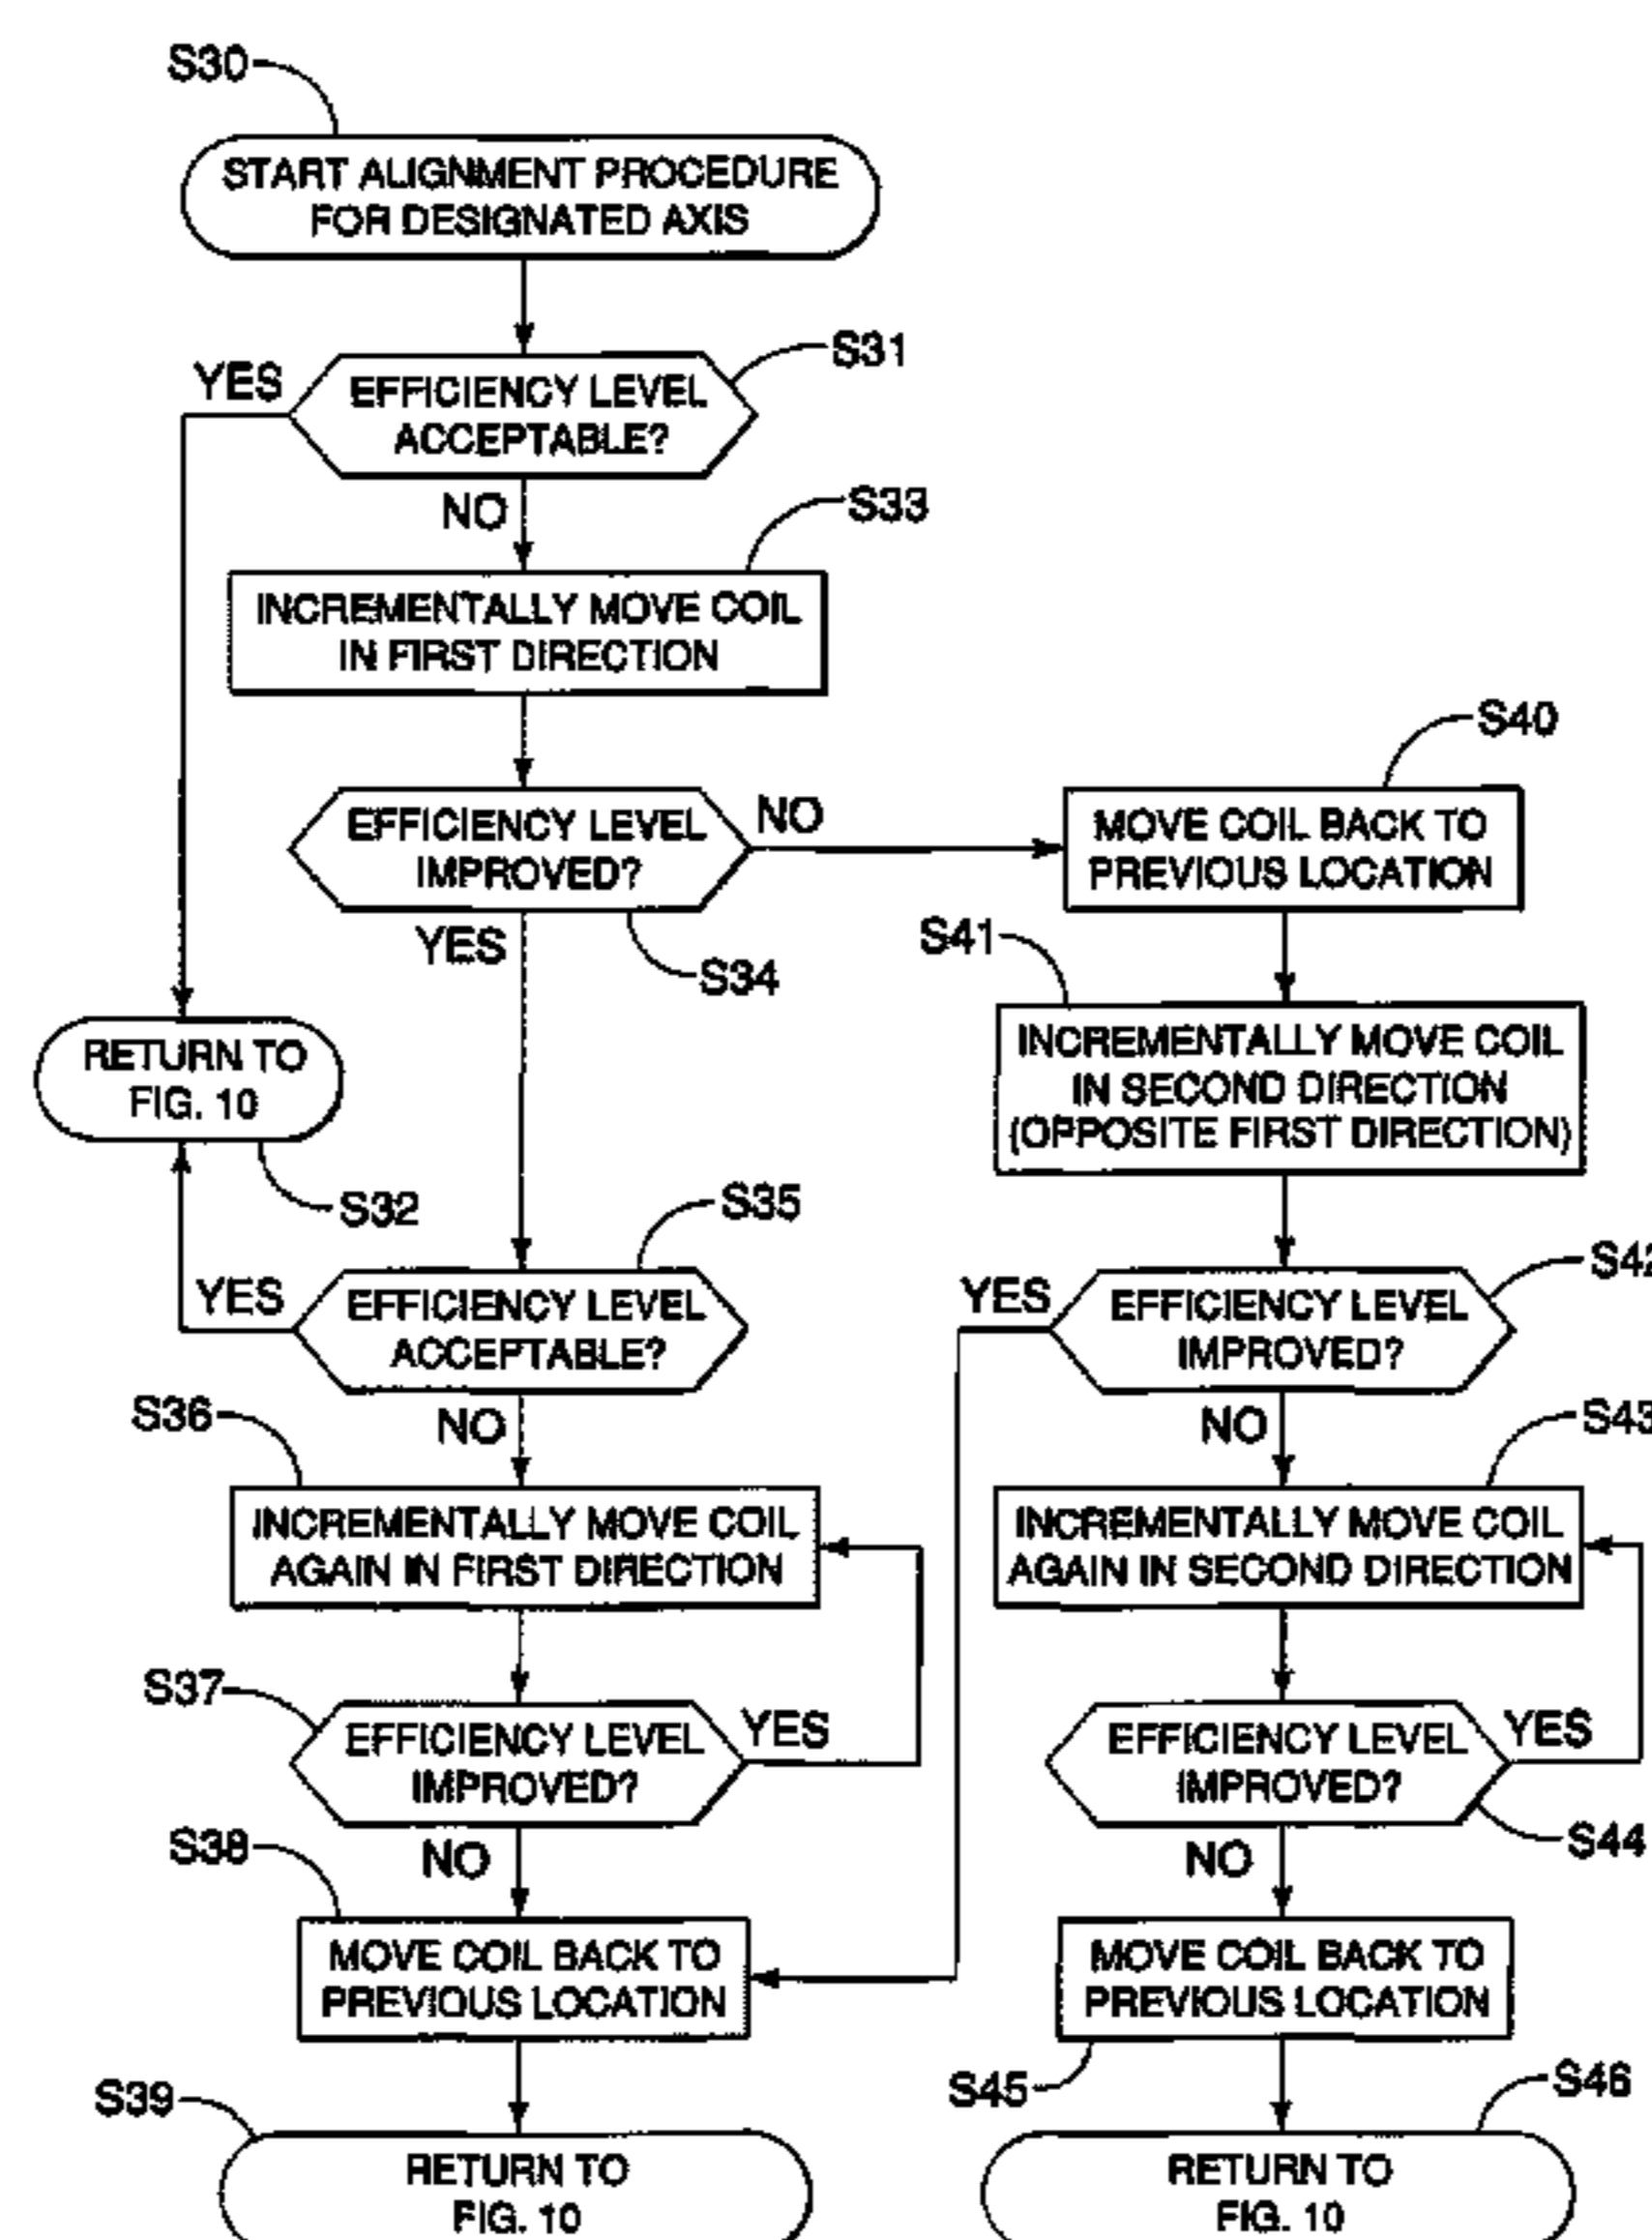 S30
START ALIGNMENT PROCEDURE
FOR DESIGNATED AXIS
S31
YES
EFFICIENCY LEVEL
ACCEPTABLE?
NO
S33
INCREMENTALLY MOVE COIL
IN FIRST DIRECTION
S40
EFFICIENCY LEVEL
IMPROVED?
NO
MOVE COIL BACK TO
PREVIOUS LOCATION
YES
S34
S41
INCREMENTALLY MOVE COIL
IN SECOND DIRECTION
(OPPOSITE FIRST DIRECTION)
RETURN TO
FIG. 10
S32
S35
S42
YES
EFFICIENCY LEVEL
ACCEPTABLE?
YES
EFFICIENCY LEVEL
IMPROVED?
S36
NO
NO
S43
INCREMENTALLY MOVE COIL
AGAIN IN FIRST DIRECTION
INCREMENTALLY MOVE COIL
AGAIN IN SECOND DIRECTION
S37
EFFICIENCY LEVEL
IMPROVED?
YES
EFFICIENCY LEVEL
IMPROVED?
YES
S38
NO
NO
S44
MOVE COIL BACK TO
PREVIOUS LOCATION
MOVE COIL BACK TO
PREVIOUS LOCATION
S39
S45
S46
RETURN TO
FIG. 10
RETURN TO
FIG. 10